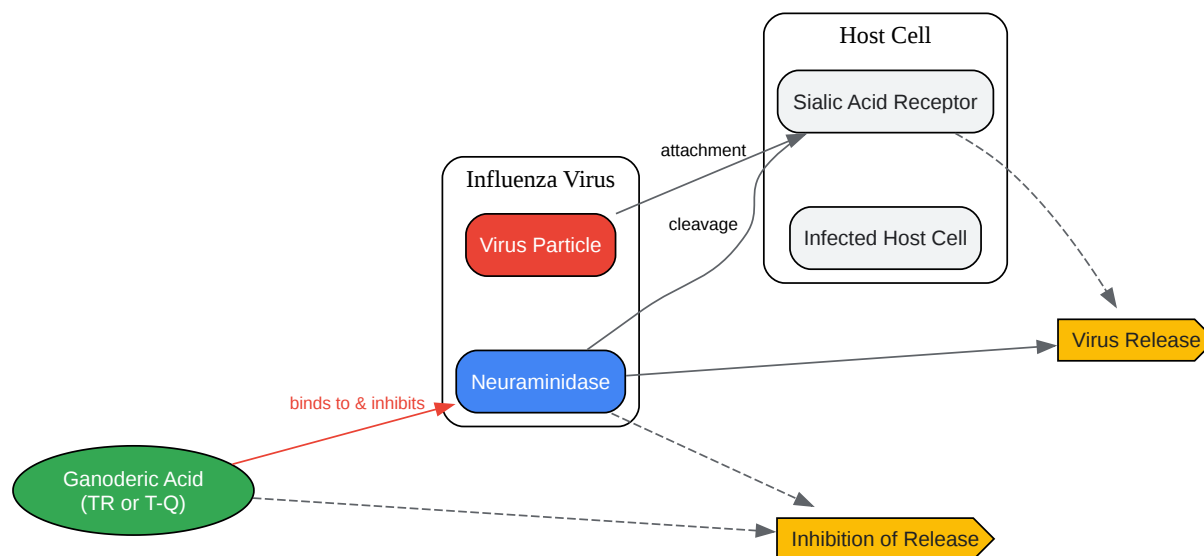 Host Cell
Sialic Acid Receptor
attachment
Influenza Virus
cleavage
Virus Particle
Infected Host Cell
Virus Release
Neuraminidase
binds to & inhibits
Ganoderic Acid
(TR or T-Q)
Inhibition of Release